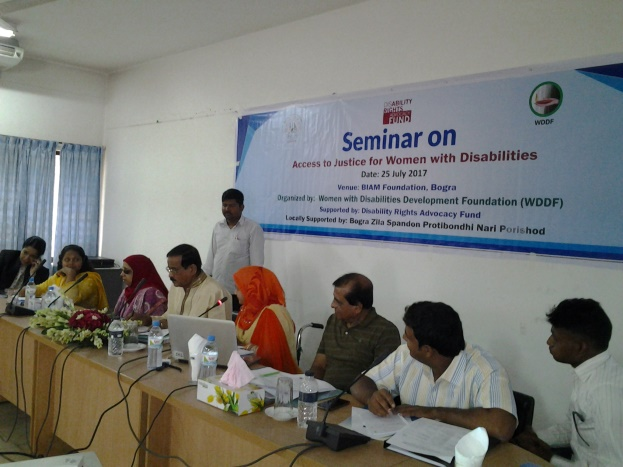 DISABILITY
RIGHTS
FUND
WDDF
Seminar on
Access to Justice for Women with Disabilities
Date: 25 July 2017
Venue: BIAM Foundation, Bogra
Organized by: Women with Disabilities Development Foundation (WDDF)
Supported by: Disability Rights Advocacy Fund
Localy Supported by: Bogra Zila Spandon Protibondhi Nari Porishod